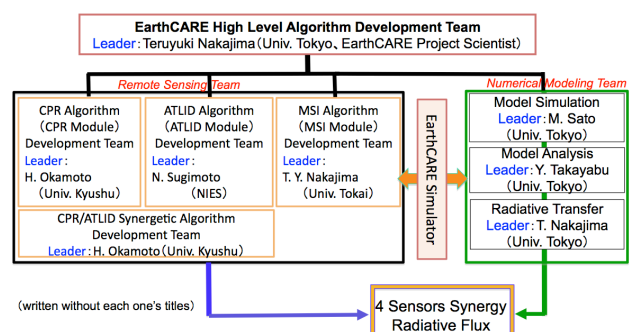 EarthCARE High Level Algorithm Development Team
Leader：Teruyuki Nakajima（Univ. Tokyo、EarthCARE Project Scientist）
Remote Sensing Team
Numerical Modeling Team
CPR Algorithm
（CPR Module）
Development Team
Leader：
H. Okamoto
（Univ. Kyushu）
ATLID Algorithm
（ATLID Module）
Development Team
Leader：
N. Sugimoto
（NIES）
MSI Algorithm
（MSI Module）
Development Team
Leader：
T. Y. Nakajima
（Univ. Tokai）
CPR/ATLID Synergetic Algorithm
Development Team
Leader：H. Okamoto（Univ. Kyushu）
EarthCARE Simulator
Model Simulation
Leader：M. Sato
（Univ. Tokyo）
Model Analysis
Leader：Y. Takayabu
（Univ. Tokyo）
Radiative Transfer
Leader：T. Nakajima
（Univ. Tokyo）
（written without each one’s titles）
4 Sensors Synergy
Radiative Flux